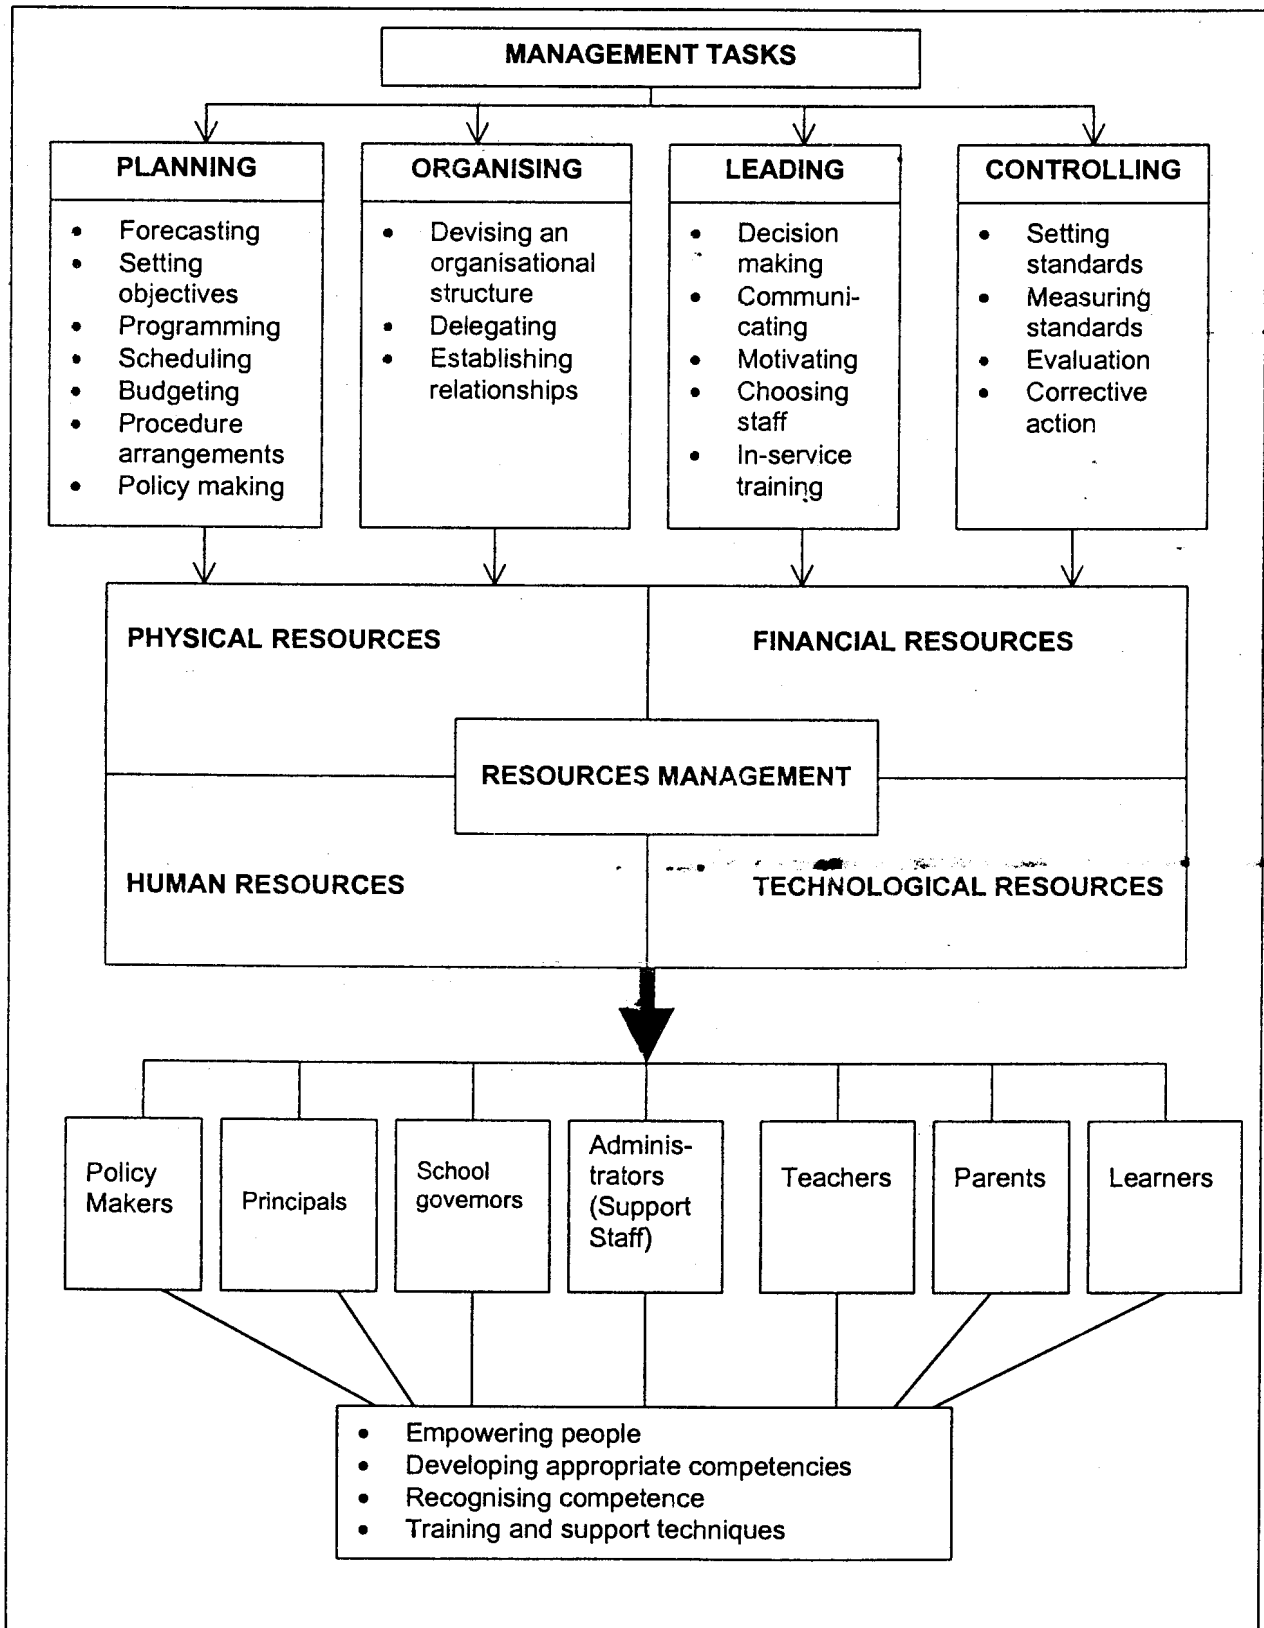 MANAGEMENT TASKS
PLANNING
• Forecasting
• Setting
objectives
• Programming
• Scheduling
• Budgeting
• Procedure
arrangements
• Policy making
ORGANISING
• Devising an
organisational
structure
• Delegating
• Establishing
relationships
LEADING
• Decision
making
• Communi-
cating
• Motivating
• Choosing
staff
• In-service
training
CONTROLLING
• Setting
standards
• Measuring
standards
• Evaluation
• Corrective
action
PHYSICAL RESOURCES
FINANCIAL RESOURCES
RESOURCES MANAGEMENT
HUMAN RESOURCES
TECHNOLOGICAL RESOURCES
Policy
Makers
Principals
School
governors
Adminis-
trators
(Support
Staff)
Teachers
Parents
Learners
• Empowering people
• Developing appropriate competencies
• Recognising competence
• Training and support techniques